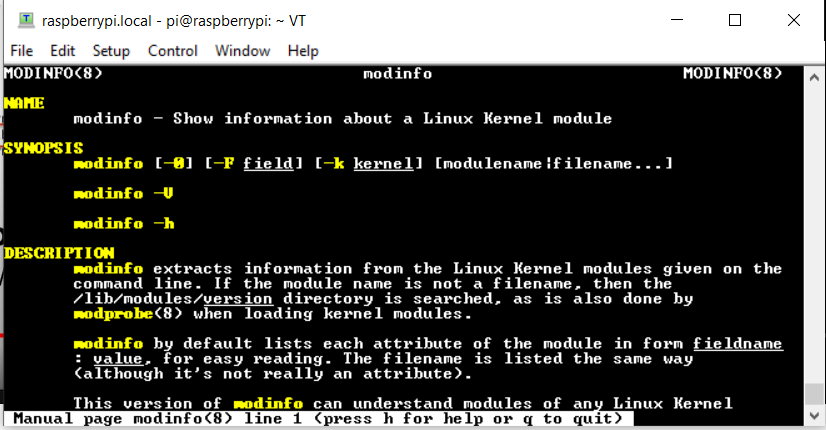 raspberrypi.local - pi@raspberrypi: ~ VT
File Edit Setup Control Window Help
MODINFO(8) modinfo MODINFO(8)
NAME
modinfo - Show information about a Linux Kernel module
SYNOPSIS
modinfo [-0] [-F field] [-k kernel] [modulename|filename...]
modinfo -V
modinfo -h
DESCRIPTION
modinfo extracts information from the Linux Kernel modules given on the
command line. If the module name is not a filename, then the
/lib/modules/version directory is searched, as is also done by
modprobe(8) when loading kernel modules.
modinfo by default lists each attribute of the module in form fieldname
: value, for easy reading. The filename is listed the same way
(although it's not really an attribute).
This version of modinfo can understand modules of any Linux Kernel
Manual page modinfo(8) line 1 (press h for help or q to quit)